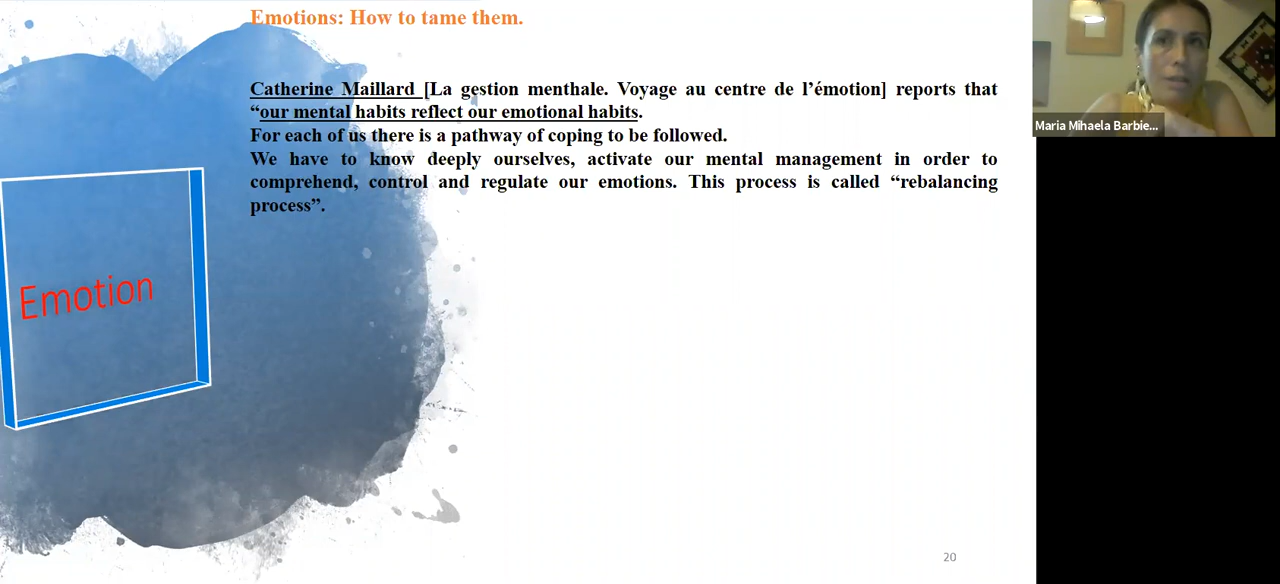 Emotions: How to tame them.
Catherine Maillard [La gestion menthale. Voyage au centre de l’émotion] reports that
“our mental habits reflect our emotional habits.
For each of us there is a pathway of coping to be followed.
We have to know deeply ourselves, activate our mental management in order to
comprehend, control and regulate our emotions. This process is called “rebalancing
process”.
Emotion
20
Maria Mihaela Barbie...